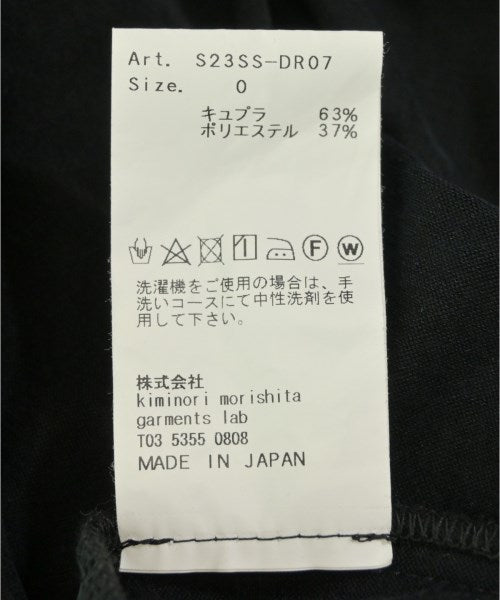 Art. S23SS-DR07
Size. 0
キュプラ 63%
ポリエステル 37%
F W
洗濯機をご使用の場合は、手
洗いコースにて中性洗剤を使
用して下さい。
株式会社
kiminori morishita
garments lab
T03 5355 0808
MADE IN JAPAN